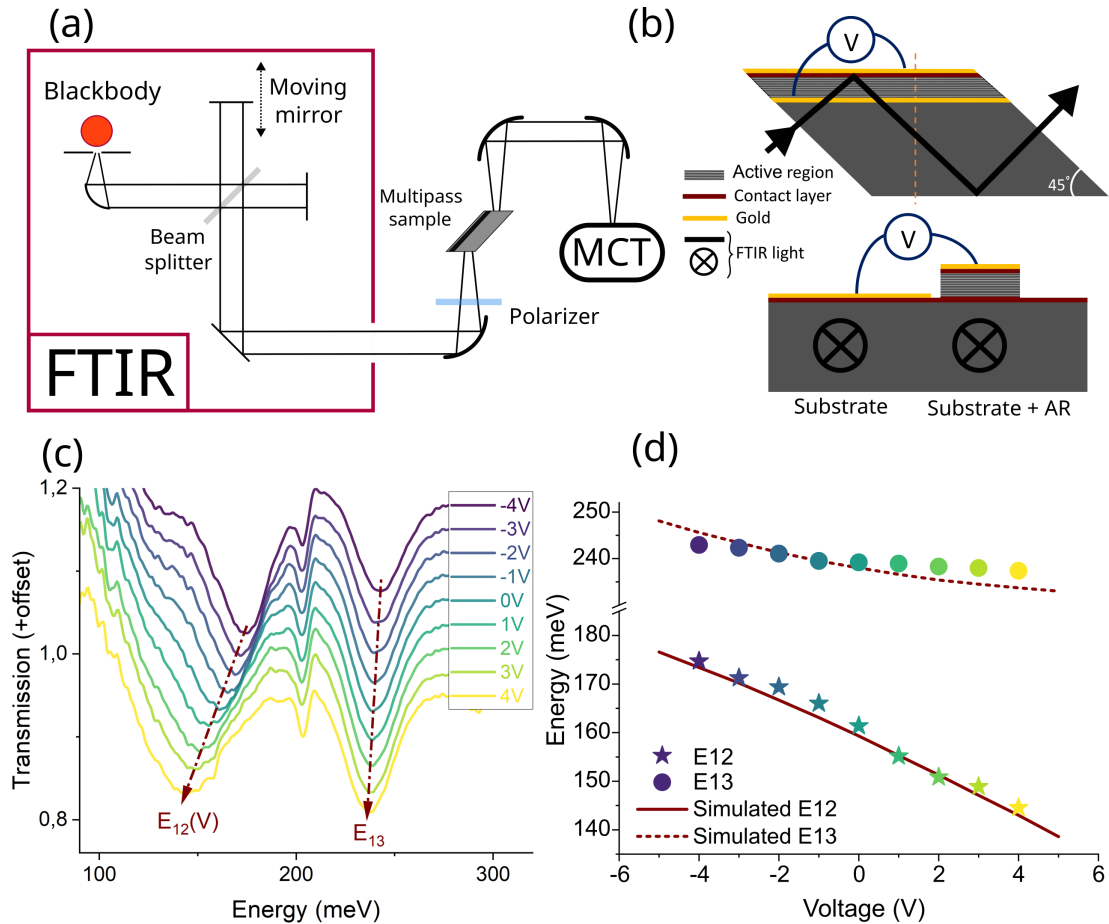 (a)
Blackbody
Moving
mirror
Beam
splitter
Multipass
sample
Polarizer
MCT
FTIR
(b)
V
45°
Active region
Contact layer
Gold
FTIR light
V
Substrate
Substrate + AR
(c)
1,2
1,0
0,8
Transmission (+offset)
-4V
-3V
-2V
-1V
0V
1V
2V
3V
4V
E₁₂(V)
E₁₃
100
200
300
Energy (meV)
(d)
250
240
180
170
160
150
140
Energy (meV)
E12
E13
Simulated E12
Simulated E13
-6
-4
-2
0
2
4
6
Voltage (V)